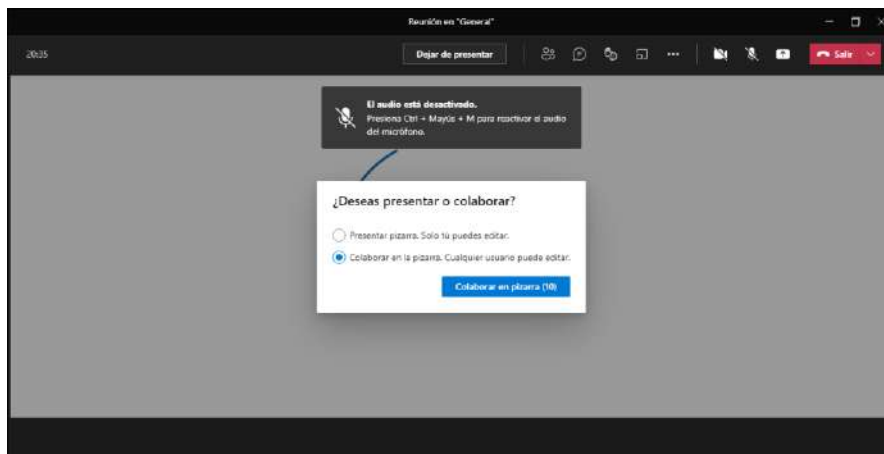 Reunión en "General"
20:35
Dejar de presentar
Salir
El audio está desactivado.
Presiona Ctrl + Mayús + M para reactivar el audio
del micrófono.
¿Deseas presentar o colaborar?
Presentar pizarra. Solo tú puedes editar.
Colaborar en la pizarra. Cualquier usuario puede editar.
Colaborar en pizarra (10)